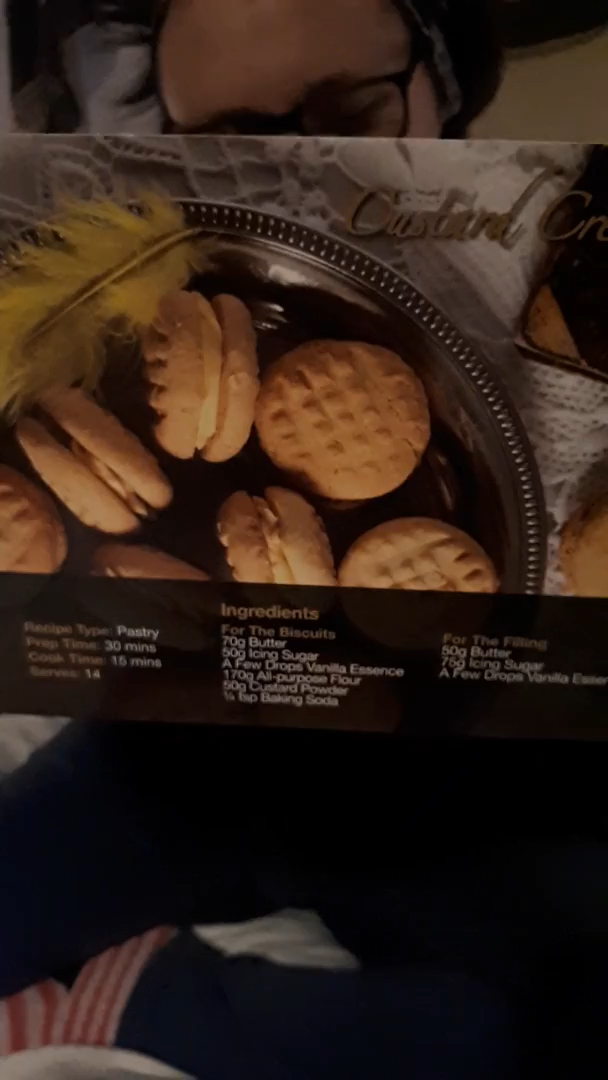 Custard Cre
Recipe Type: Pastry
Prep Time: 30 mins
Cook Time: 15 mins
Serves: 14
Ingredients
For The Biscuits
70g Butter
50g Icing Sugar
A Few Drops Vanilla Essence
170g All-purpose Flour
50g Custard Powder
¼ tsp Baking Soda
For The Filling
50g Butter
75g Icing Sugar
A Few Drops Vanilla Essen